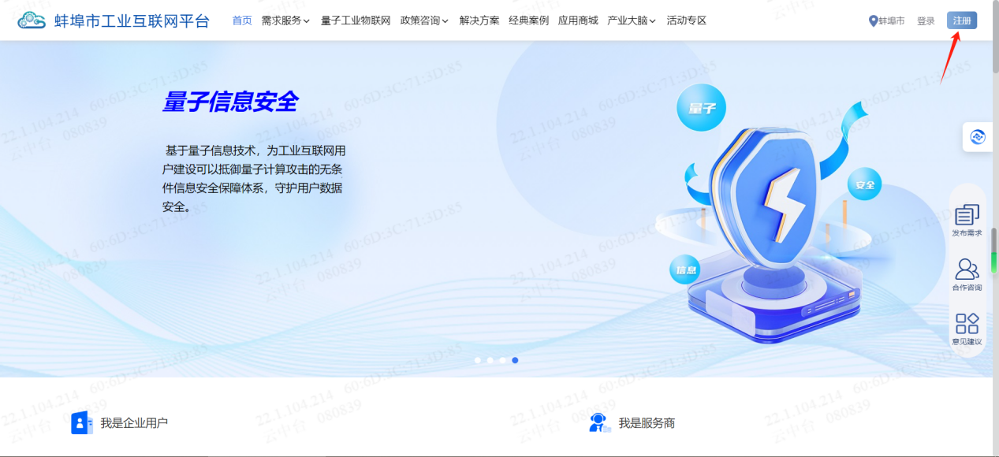 蚌埠市工业互联网平台 首页 需求服务 量子工业物联网 政策咨询 解决方案 经典案例 应用商城 产业大脑 活动专区 蚌埠市 登录 注册
量子信息安全
基于量子信息技术，为工业互联网用
户建设可以抵御量子计算攻击的无条
件信息安全保障体系，守护用户数据
安全。
量子
安全
信息
发布需求
合作咨询
意见建议
我是企业用户 我是服务商
22.1.104.214 60:6D:3C:71:3D:85
云中台 080839